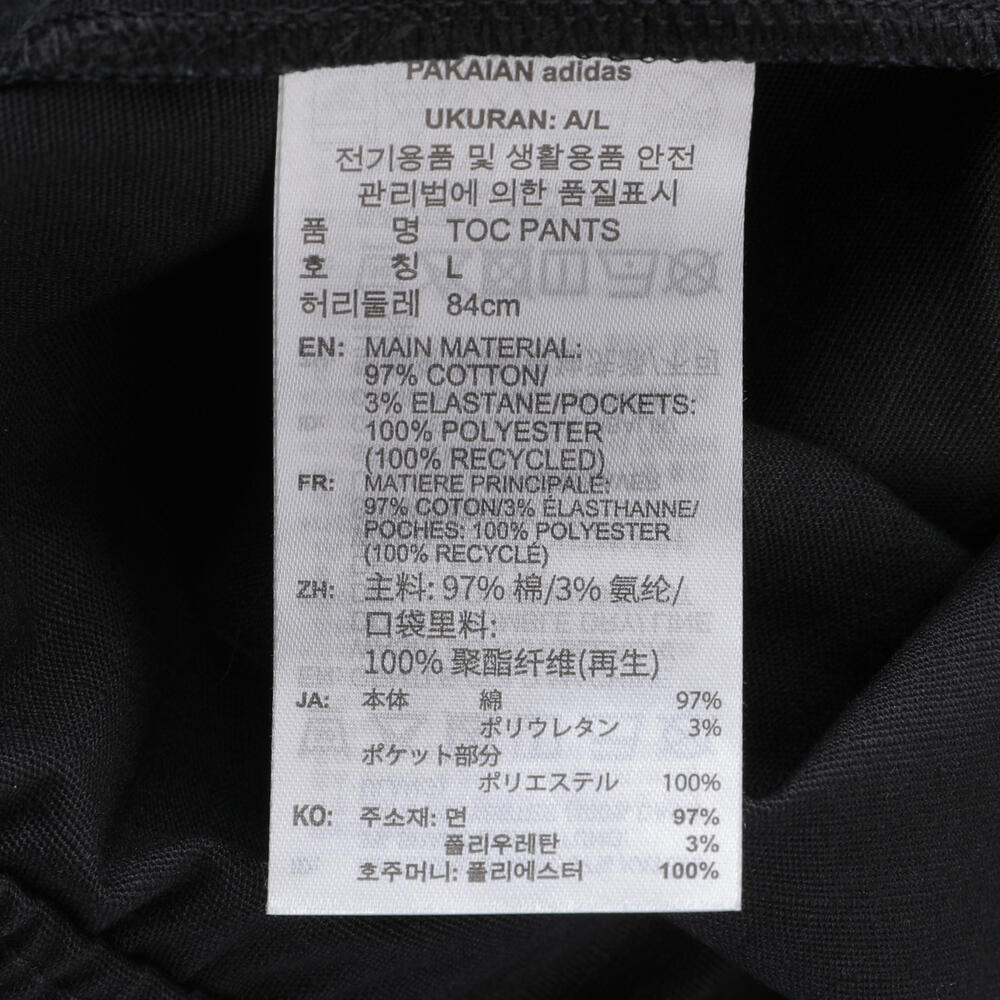 PAKAIAN adidas
UKURAN: A/L
전기용품 및 생활용품 안전
관리법에 의한 품질표시
품 명 TOC PANTS
호 칭 L
허리둘레 84cm
EN: MAIN MATERIAL:
97% COTTON/
3% ELASTANE/POCKETS:
100% POLYESTER
(100% RECYCLED)
FR: MATIERE PRINCIPALE:
97% COTON/3% ÉLASTHANNE/
POCHES: 100% POLYESTER
(100% RECYCLÉ)
ZH: 主料: 97% 棉/3% 氨纶/
口袋里料:
100% 聚酯纤维(再生)
JA: 本体 綿 97%
ポリウレタン 3%
ポケット部分
ポリエステル 100%
KO: 주소재: 면 97%
폴리우레탄 3%
호주머니: 폴리에스터 100%